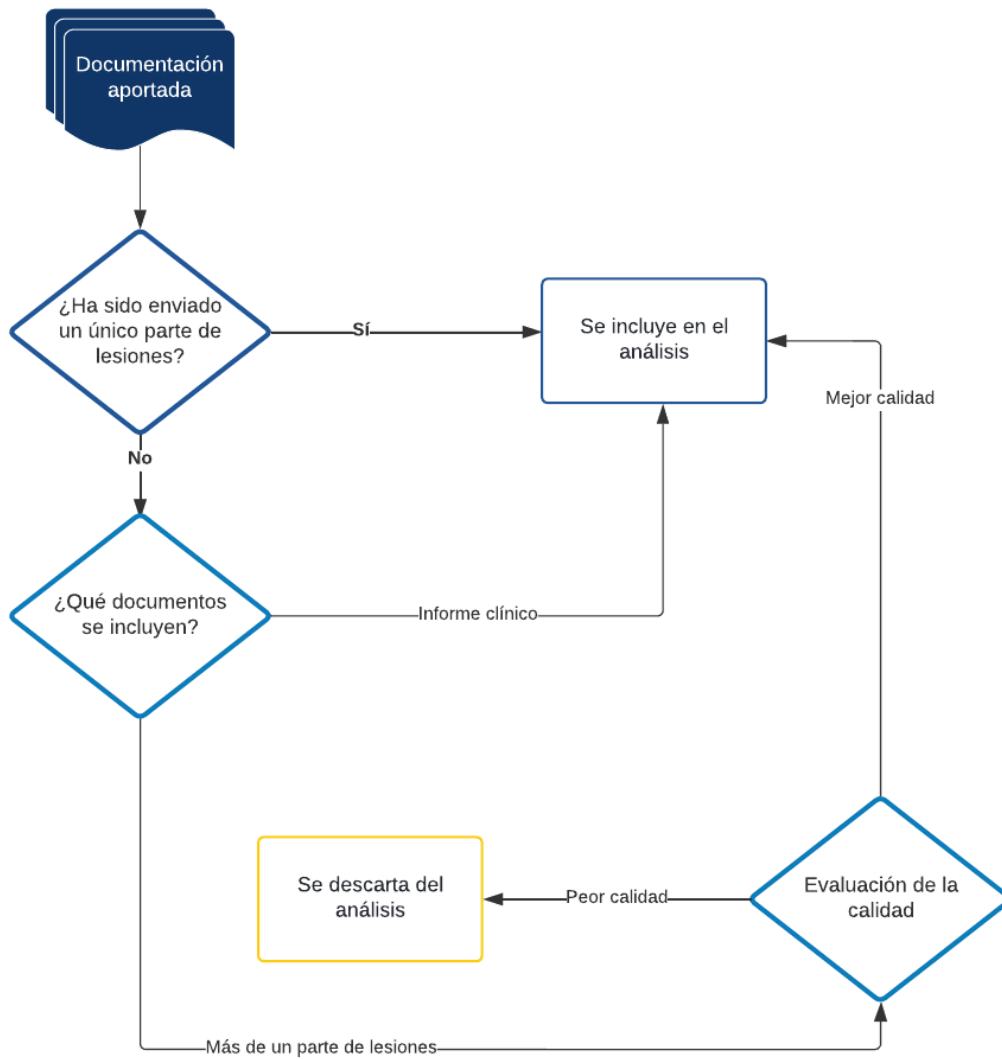 Documentación
aportada
¿Ha sido enviado
un único parte de
lesiones?
Sí
Se incluye en el
análisis
Mejor calidad
No
¿Qué documentos
se incluyen?
Informe clínico
Se descarta del
análisis
Peor calidad
Evaluación de la
calidad
Más de un parte de lesiones